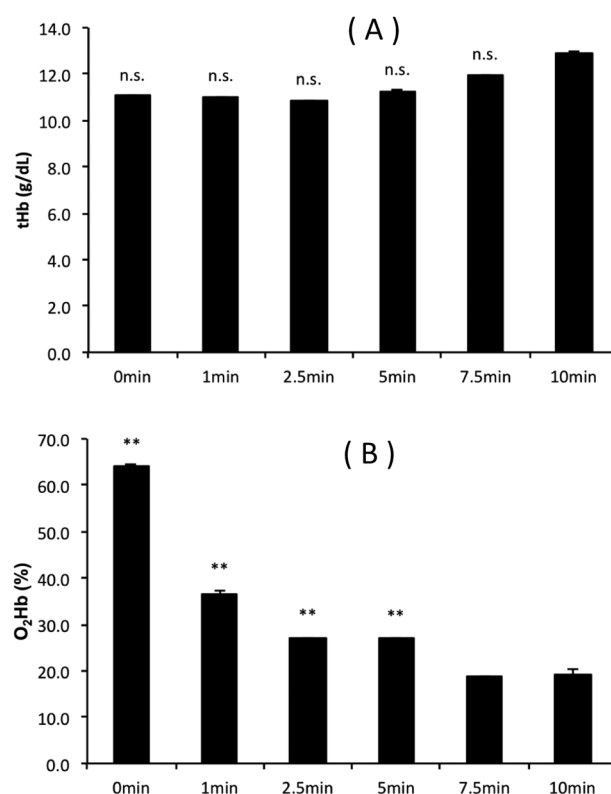 ( A )
14.0
12.0
10.0
8.0
6.0
4.0
2.0
0.0
tHb (g/dL)
n.s.
n.s.
n.s.
n.s.
n.s.
0min 1min 2.5min 5min 7.5min 10min
( B )
70.0
60.0
50.0
40.0
30.0
20.0
10.0
0.0
O₂Hb (%)
**
**
**
**
0min 1min 2.5min 5min 7.5min 10min